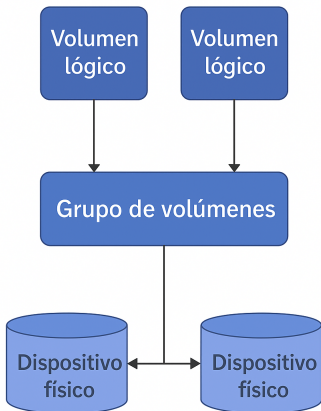 Volumen
lógico
Volumen
lógico
Grupo de volúmenes
Dispositivo
físico
Dispositivo
físico